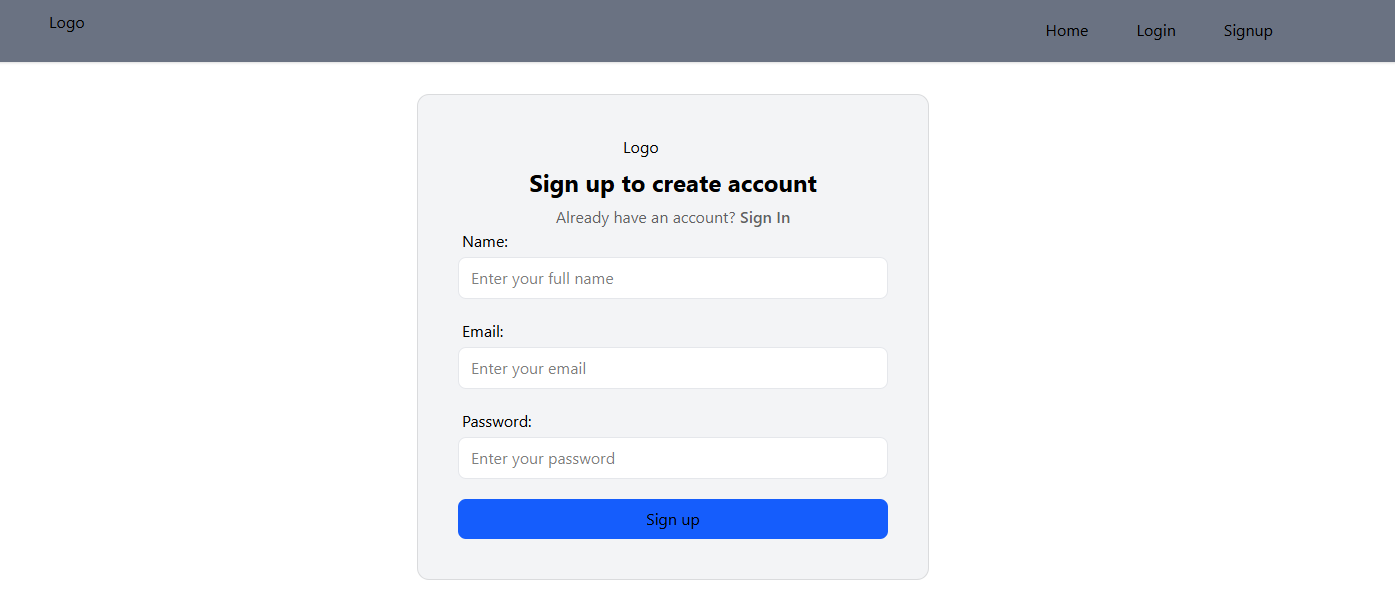 Logo
Home Login Signup
Logo
Sign up to create account
Already have an account? Sign In
Name:
Enter your full name
Email:
Enter your email
Password:
Enter your password
Sign up